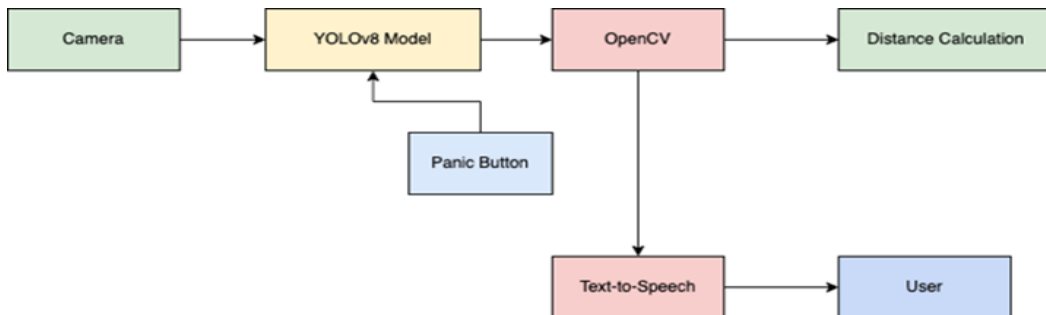 Camera
YOLOv8 Model
OpenCV
Distance Calculation
Panic Button
Text-to-Speech
User